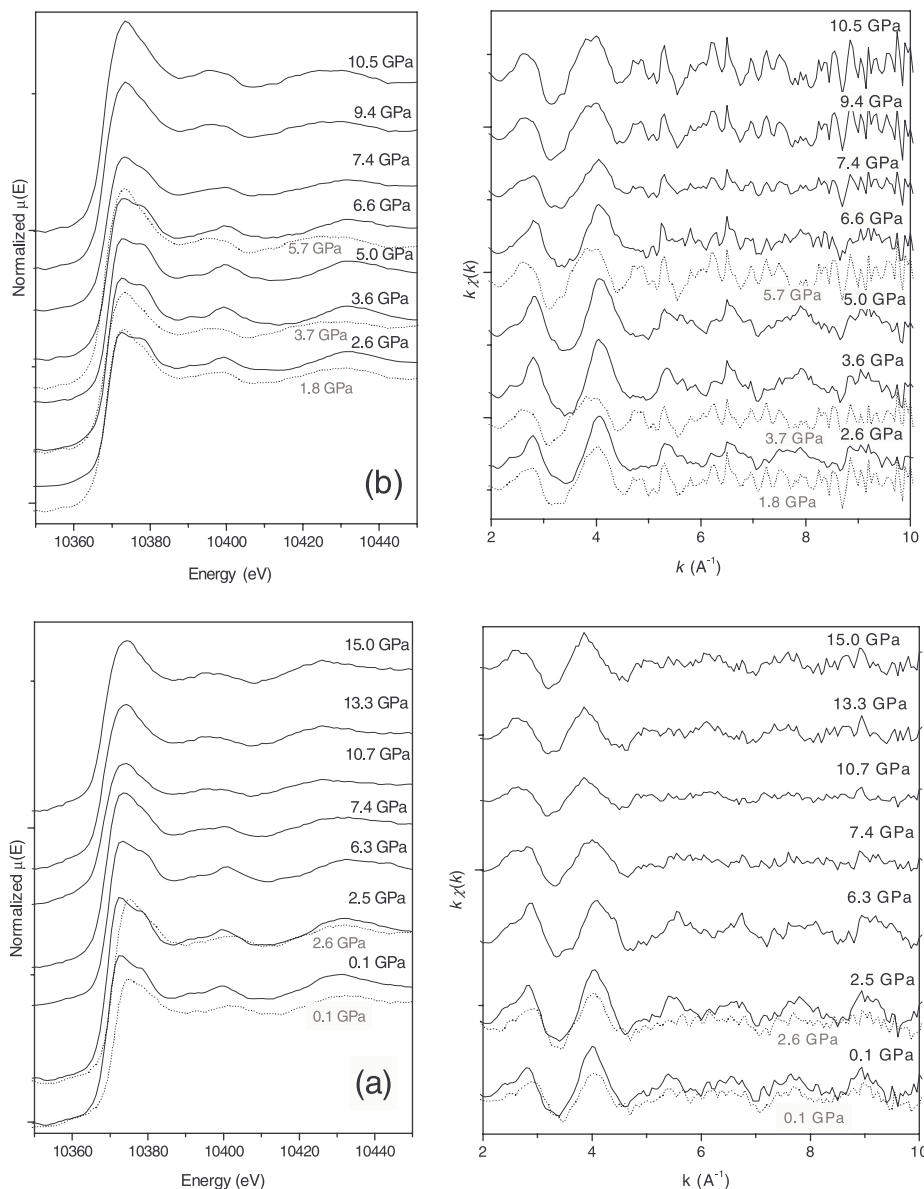 Normalized μ(E)
10.5 GPa
9.4 GPa
7.4 GPa
6.6 GPa
5.7 GPa
5.0 GPa
3.6 GPa
3.7 GPa
2.6 GPa
1.8 GPa
(b)
10360 10380 10400 10420 10440
Energy (eV)
k χ(k)
10.5 GPa
9.4 GPa
7.4 GPa
6.6 GPa
5.7 GPa
5.0 GPa
3.6 GPa
3.7 GPa
2.6 GPa
1.8 GPa
2 4 6 8 10
k (A⁻¹)
Normalized μ(E)
15.0 GPa
13.3 GPa
10.7 GPa
7.4 GPa
6.3 GPa
2.5 GPa
2.6 GPa
0.1 GPa
0.1 GPa
(a)
10360 10380 10400 10420 10440
Energy (eV)
k χ(k)
15.0 GPa
13.3 GPa
10.7 GPa
7.4 GPa
6.3 GPa
2.5 GPa
2.6 GPa
0.1 GPa
0.1 GPa
2 4 6 8 10
k (A⁻¹)